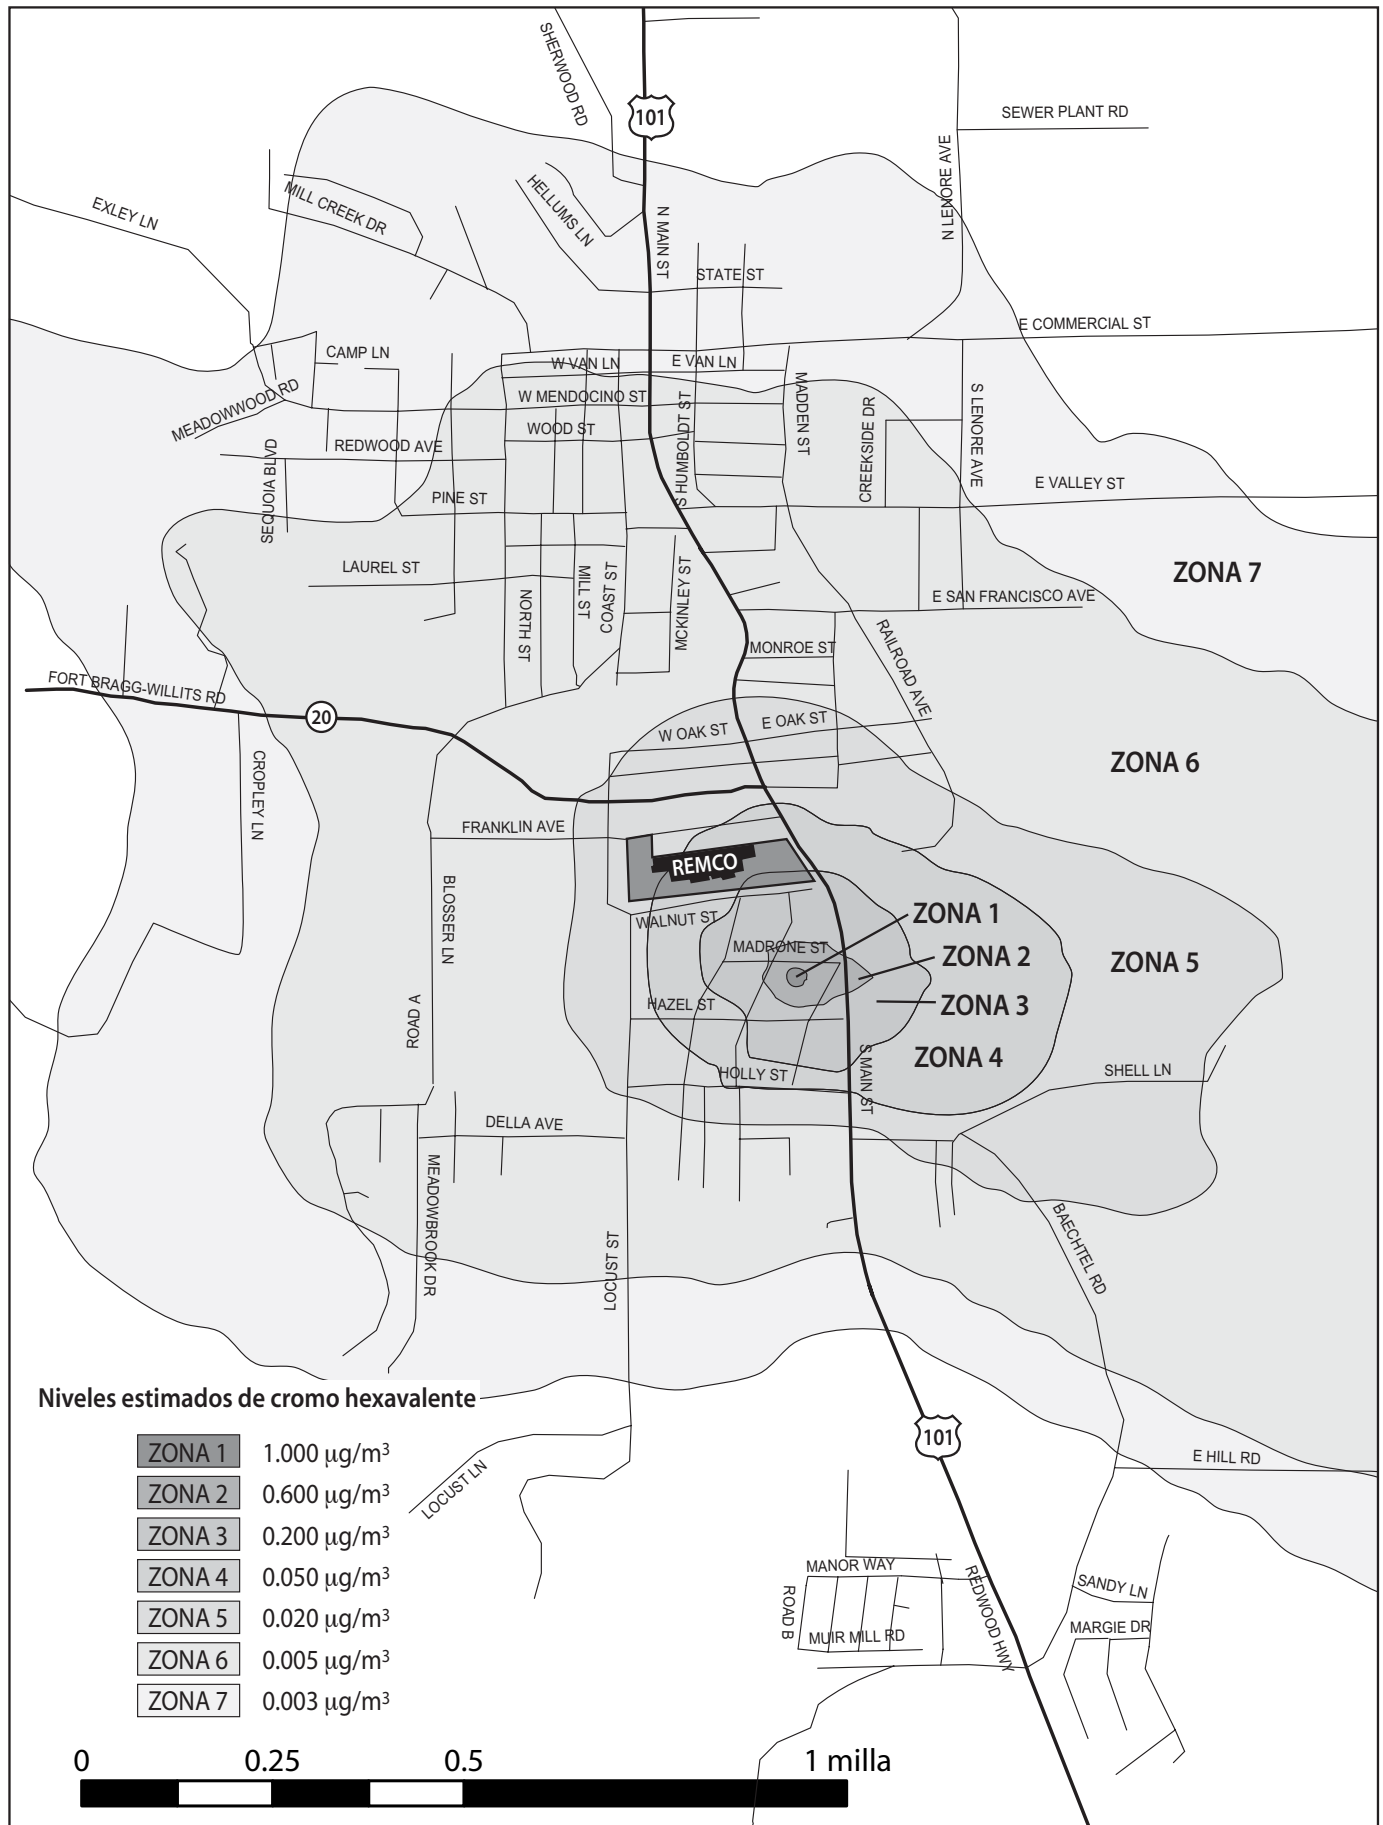 SHERWOOD RD
101
SEWER PLANT RD
N LENORE AVE
EXLEY LN
MILL CREEK DR
HELLUMS LN
N MAIN ST
STATE ST
E COMMERCIAL ST
CAMP LN
W VAN LN
E VAN LN
MEADOWWOOD RD
W MENDOCINO ST
WOOD ST
S HUMBOLDT ST
MADDEN ST
CREEKSIDE DR
S LENORE AVE
REDWOOD AVE
SEQUOIA BLVD
PINE ST
E VALLEY ST
LAUREL ST
MILL ST
COAST ST
NORTH ST
MCKINLEY ST
ZONA 7
E SAN FRANCISCO AVE
MONROE ST
RAILROAD AVE
FORT BRAGG-WILLITS RD
20
W OAK ST
E OAK ST
ZONA 6
CROPLEY LN
FRANKLIN AVE
REMCO
BLOSSER LN
WALNUT ST
ZONA 1
MADRONE ST
ZONA 2
ZONA 5
HAZEL ST
ZONA 3
ROAD A
ZONA 4
S MAIN ST
HOLLY ST
SHELL LN
DELLA AVE
MEADOWBROOK DR
LOCUST ST
BAECHTEL RD
Niveles estimados de cromo hexavalente
ZONA 1 1.000 µg/m³
ZONA 2 0.600 µg/m³
ZONA 3 0.200 µg/m³
ZONA 4 0.050 µg/m³
ZONA 5 0.020 µg/m³
ZONA 6 0.005 µg/m³
ZONA 7 0.003 µg/m³
LOCUST LN
101
E HILL RD
MANOR WAY
ROAD B
MUIR MILL RD
REDWOOD HWY
SANDY LN
MARGIE DR
0 0.25 0.5 1 milla